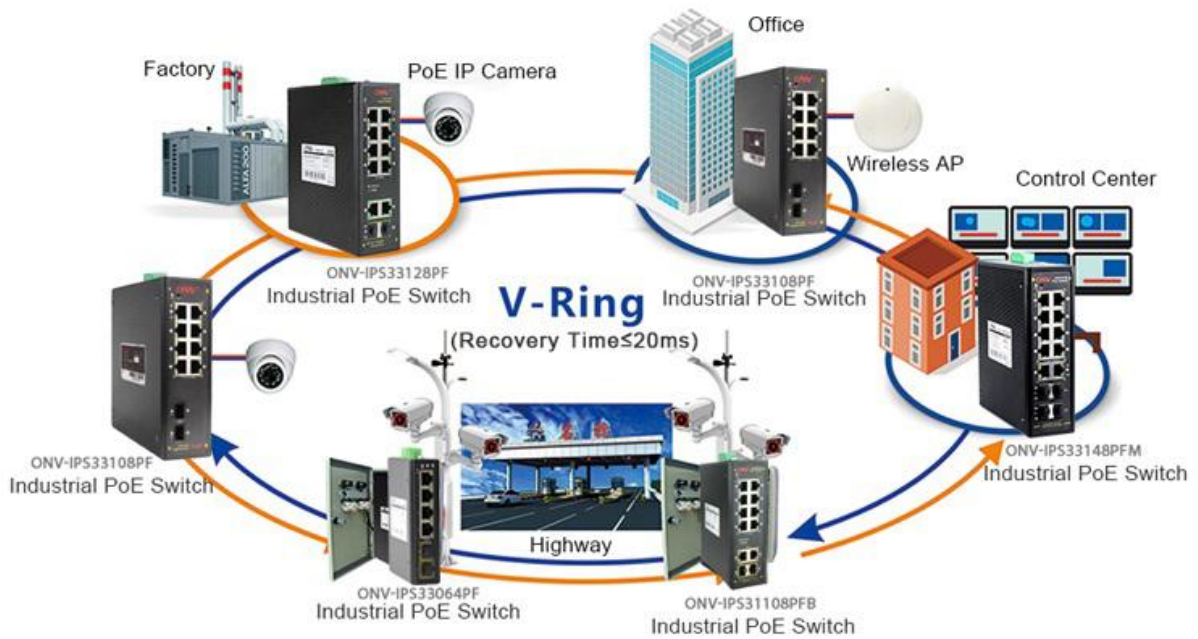 Office
Factory
PoE IP Camera
ALFA 200
Wireless AP
Control Center
ONV-IPS33128PF
Industrial PoE Switch
ONV-IPS33108PF
Industrial PoE Switch
V-Ring
(Recovery Time≤20ms)
ONV-IPS33148PFM
Industrial PoE Switch
ONV-IPS33108PF
Industrial PoE Switch
Highway
ONV-IPS33064PF
Industrial PoE Switch
ONV-IPS31108PFB
Industrial PoE Switch